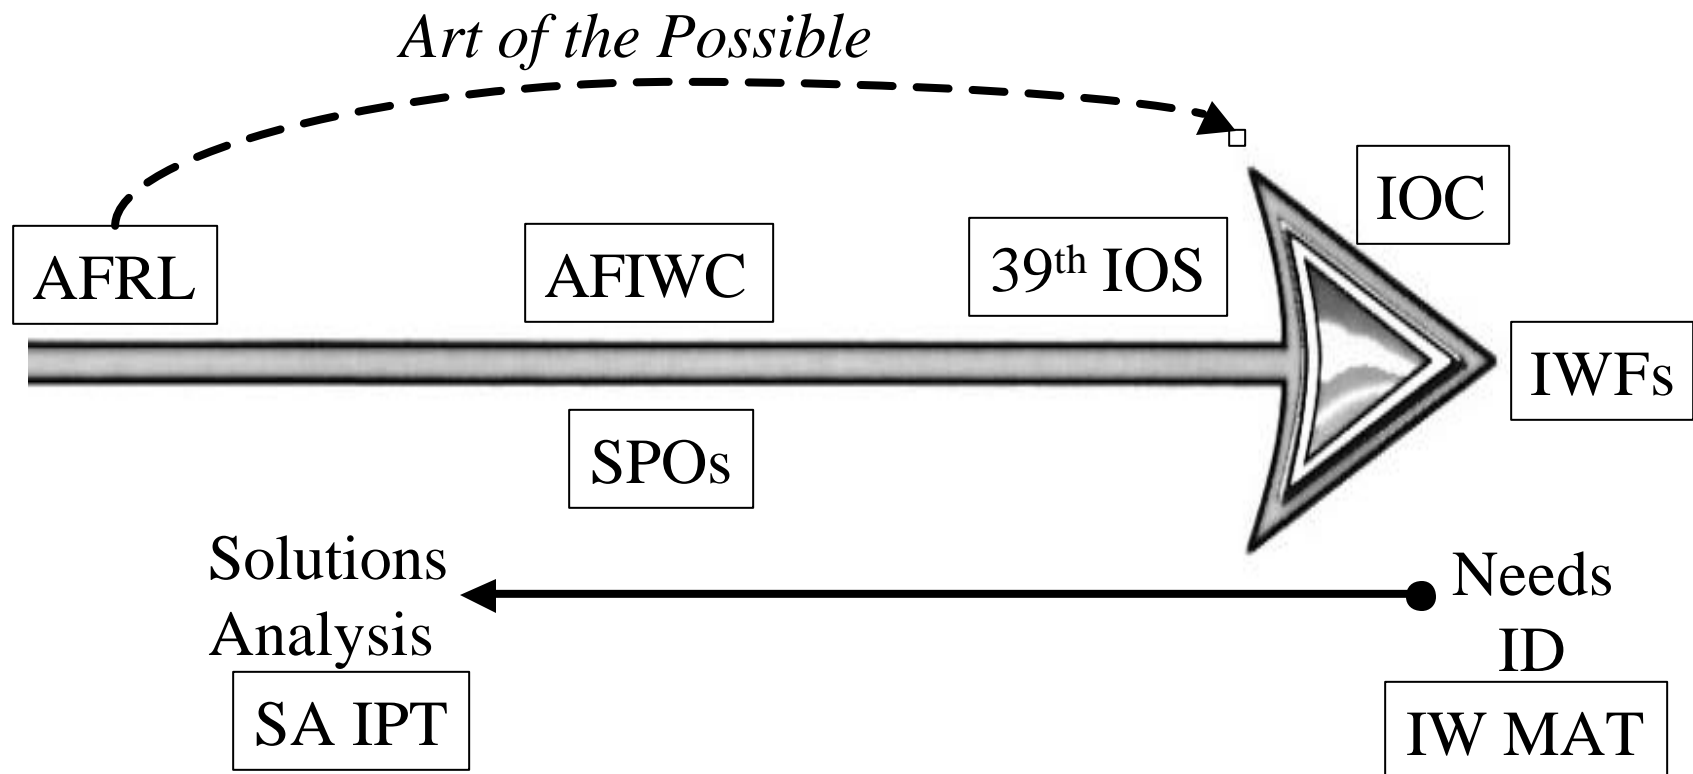 Art of the Possible
IOC
AFRL
AFIWC
39th IOS
IWFs
SPOs
Solutions
Analysis
SA IPT
Needs
ID
IW MAT